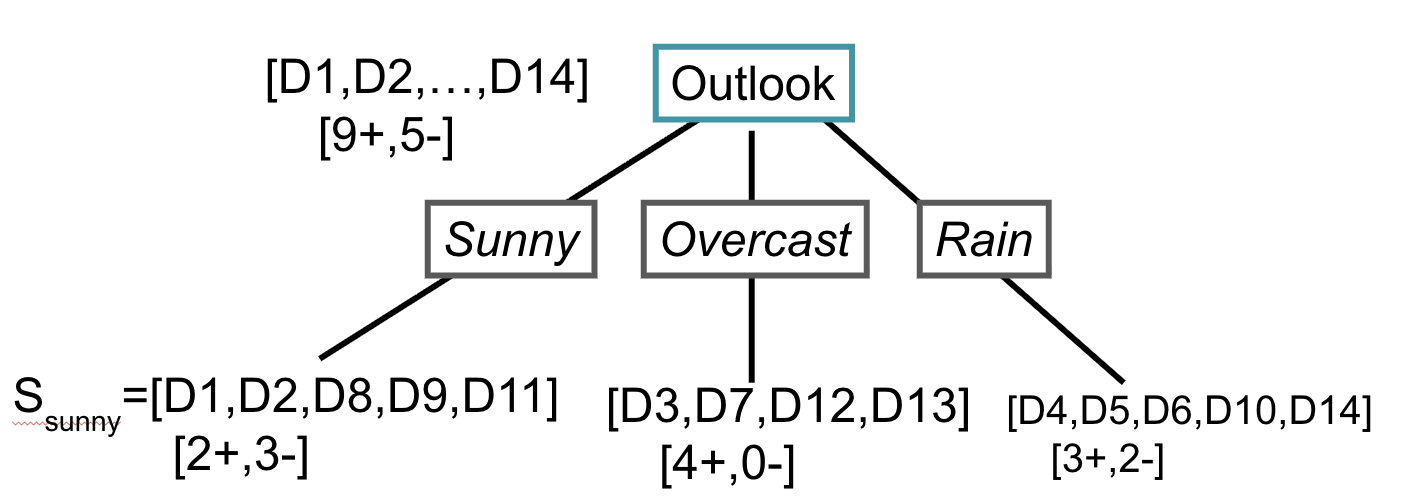 [D1,D2,…,D14]
Outlook
[9+,5-]
Sunny
Overcast
Rain
Ssunny=[D1,D2,D8,D9,D11]
[2+,3-]
[D3,D7,D12,D13]
[4+,0-]
[D4,D5,D6,D10,D14]
[3+,2-]